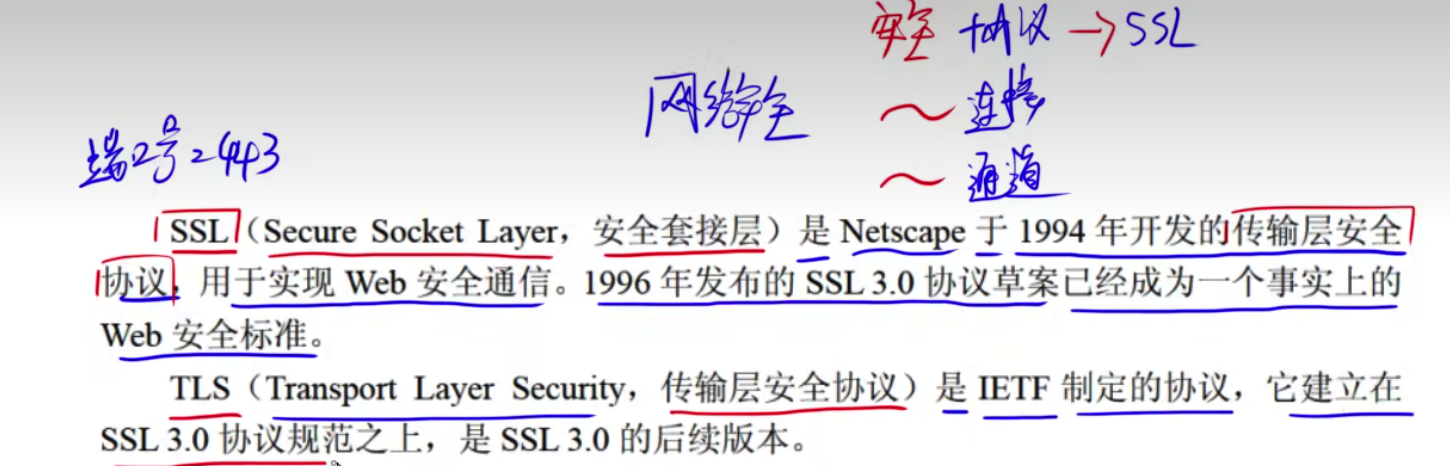 安全 协议 →SSL
网络安全
～连接
端口号=443
～通道
SSL（Secure Socket Layer，安全套接层）是 Netscape 于 1994 年开发的传输层安全
协议，用于实现 Web 安全通信。1996 年发布的 SSL 3.0 协议草案已经成为一个事实上的
Web 安全标准。
TLS（Transport Layer Security，传输层安全协议）是 IETF 制定的协议，它建立在
SSL 3.0 协议规范之上，是 SSL 3.0 的后续版本。